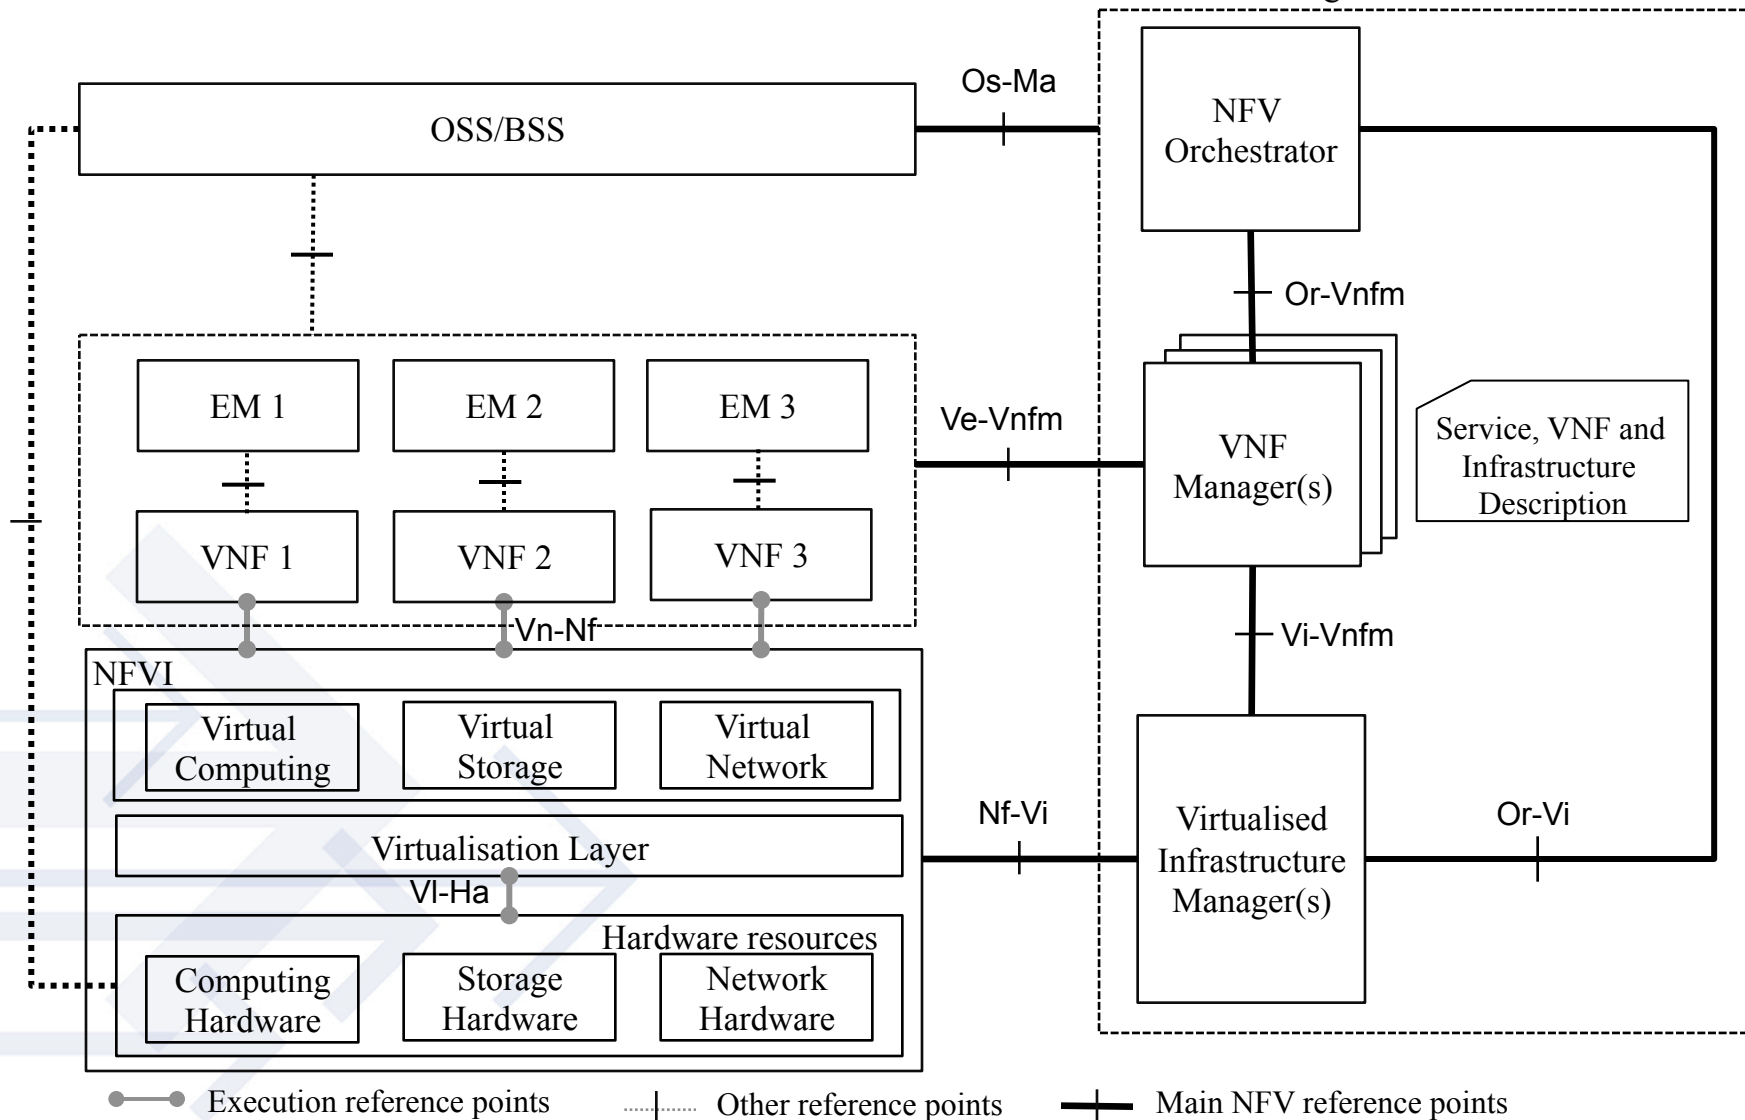 Os-Ma
OSS/BSS
NFV
Orchestrator
Or-Vnfm
EM 1
EM 2
EM 3
Ve-Vnfm
VNF
Manager(s)
Service, VNF and
Infrastructure
Description
VNF 1
VNF 2
VNF 3
Vn-Nf
Vi-Vnfm
NFVI
Virtual
Computing
Virtual
Storage
Virtual
Network
Nf-Vi
Virtualised
Infrastructure
Manager(s)
Or-Vi
Virtualisation Layer
Vl-Ha
Hardware resources
Computing
Hardware
Storage
Hardware
Network
Hardware
Execution reference points
Other reference points
Main NFV reference points